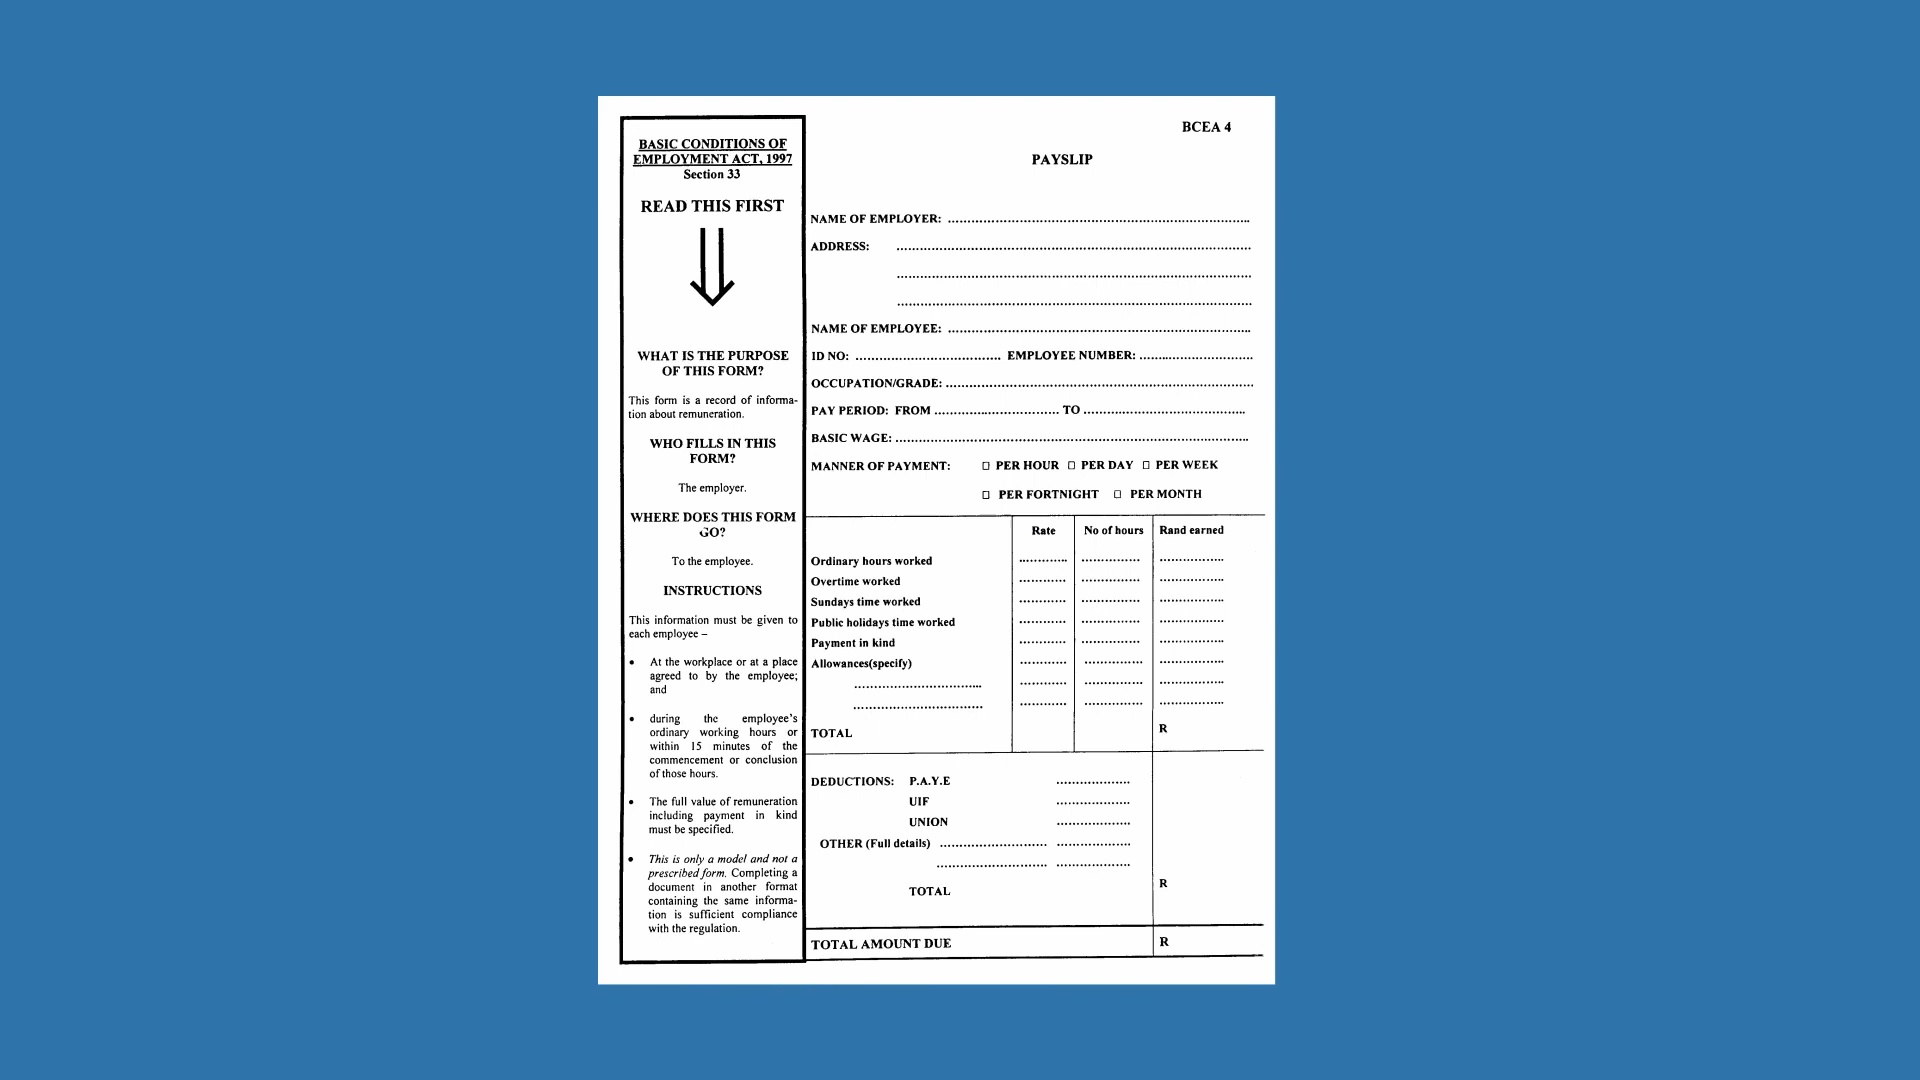 BASIC CONDITIONS OF
EMPLOYMENT ACT, 1997
Section 33
READ THIS FIRST
WHAT IS THE PURPOSE
OF THIS FORM?
This form is a record of informa-
tion about remuneration.
WHO FILLS IN THIS
FORM?
The employer.
WHERE DOES THIS FORM
GO?
To the employee.
INSTRUCTIONS
This information must be given to
each employee –
• At the workplace or at a place
agreed to by the employee;
and
• during the employee's
ordinary working hours or
within 15 minutes of the
commencement or conclusion
of those hours.
• The full value of remuneration
including payment in kind
must be specified.
• This is only a model and not a
prescribed form. Completing a
document in another format
containing the same informa-
tion is sufficient compliance
with the regulation.
BCEA 4
PAYSLIP
NAME OF EMPLOYER:
ADDRESS:
NAME OF EMPLOYEE:
ID NO: EMPLOYEE NUMBER:
OCCUPATION/GRADE:
PAY PERIOD: FROM TO
BASIC WAGE:
MANNER OF PAYMENT: □ PER HOUR □ PER DAY □ PER WEEK
□ PER FORTNIGHT □ PER MONTH
Rate No of hours Rand earned
Ordinary hours worked
Overtime worked
Sundays time worked
Public holidays time worked
Payment in kind
Allowances(specify)
TOTAL R
DEDUCTIONS: P.A.Y.E
UIF
UNION
OTHER (Full details)
TOTAL R
TOTAL AMOUNT DUE R